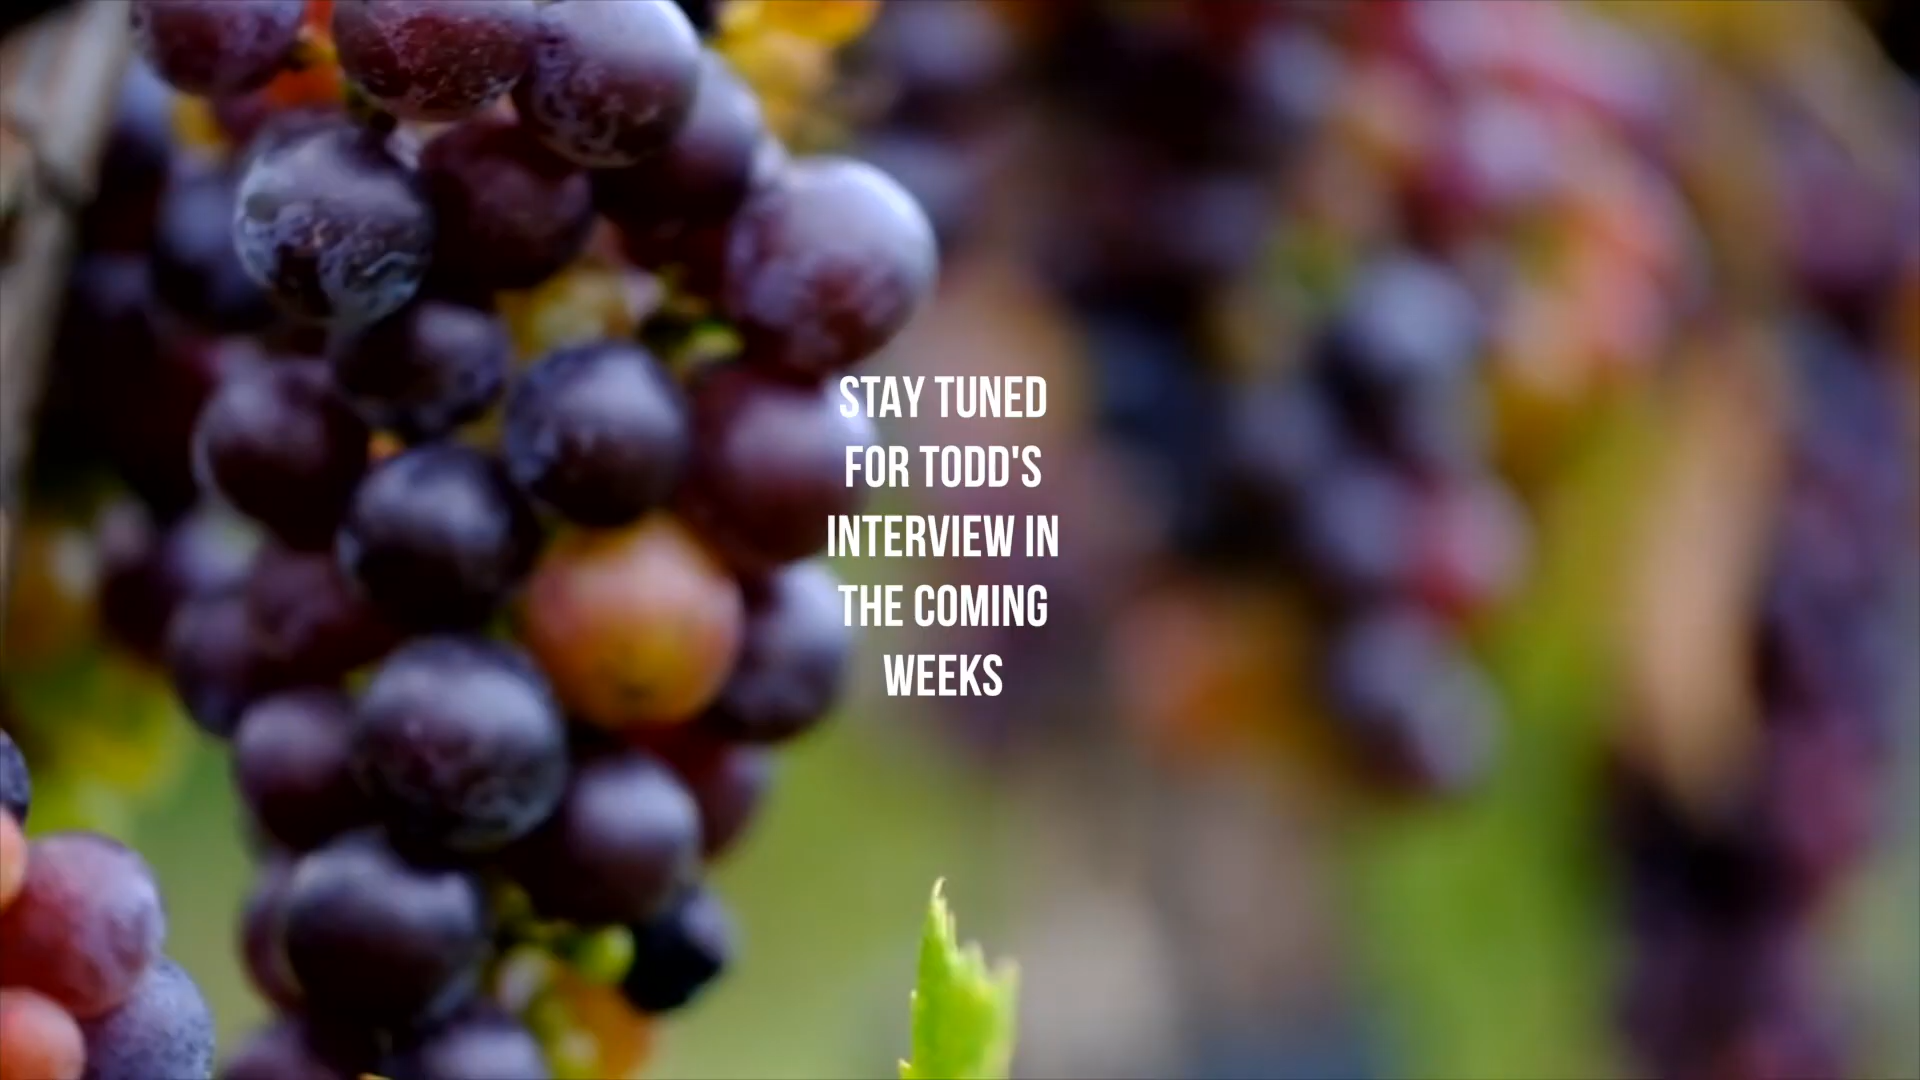 STAY TUNED
FOR TODD'S
INTERVIEW IN
THE COMING
WEEKS